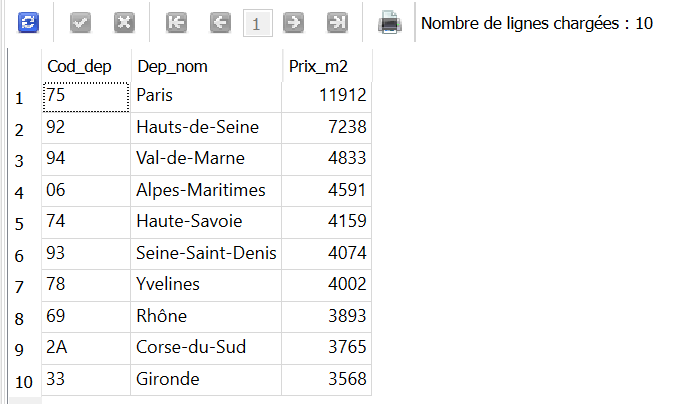 1 Nombre de lignes chargées : 10
Cod_dep Dep_nom Prix_m2
1 75 Paris 11912
2 92 Hauts-de-Seine 7238
3 94 Val-de-Marne 4833
4 06 Alpes-Maritimes 4591
5 74 Haute-Savoie 4159
6 93 Seine-Saint-Denis 4074
7 78 Yvelines 4002
8 69 Rhône 3893
9 2A Corse-du-Sud 3765
10 33 Gironde 3568